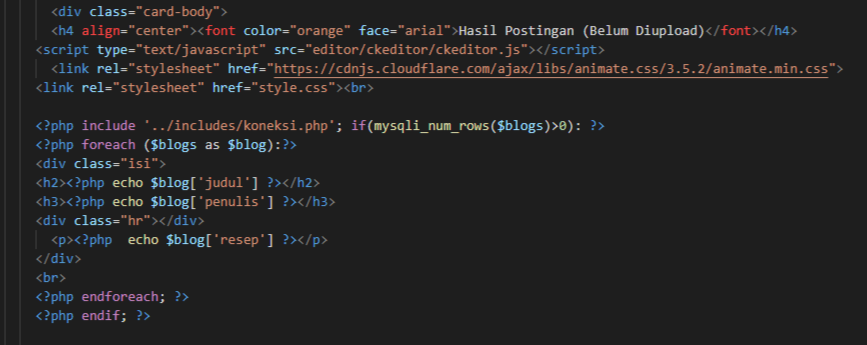 <div class="card-body">
<h4 align="center"><font color="orange" face="arial">Hasil Postingan (Belum Diupload)</font></h4>
<script type="text/javascript" src="editor/ckeditor/ckeditor.js"></script>
<link rel="stylesheet" href="https://cdnjs.cloudflare.com/ajax/libs/animate.css/3.5.2/animate.min.css">
<link rel="stylesheet" href="style.css"><br>
<?php include '../includes/koneksi.php'; if(mysqli_num_rows($blogs)>0): ?>
<?php foreach ($blogs as $blog):?>
<div class="isi">
<h2><?php echo $blog['judul'] ?></h2>
<h3><?php echo $blog['penulis'] ?></h3>
<div class="hr"></div>
<p><?php  echo $blog['resep'] ?></p>
</div>
<br>
<?php endforeach; ?>
<?php endif; ?>